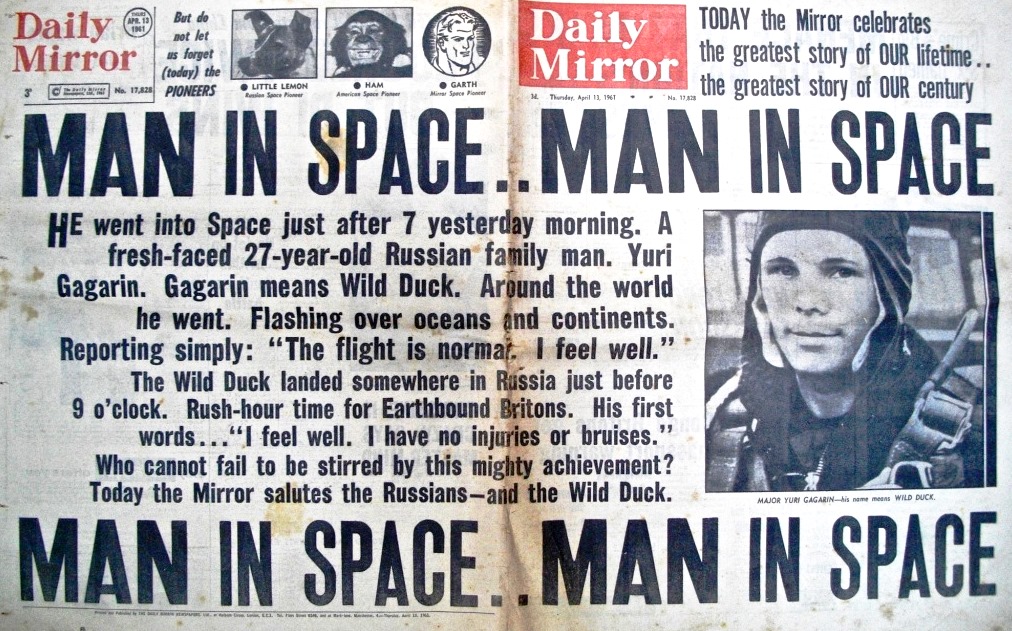 Daily
Mirror
THURS
APR. 13
1961
3ᴰ
No. 17,828
But do
not let
us forget
(today) the
PIONEERS
● LITTLE LEMON
Russian Space Pioneer
● HAM
American Space Pioneer
● GARTH
Mirror Space Pioneer
Daily
Mirror
3d. Thursday, April 13, 1961 No. 17,828
TODAY the Mirror celebrates
the greatest story of OUR lifetime..
the greatest story of OUR century
MAN IN SPACE..MAN IN SPACE
HE went into Space just after 7 yesterday morning. A
fresh-faced 27-year-old Russian family man. Yuri
Gagarin. Gagarin means Wild Duck. Around the world
he went. Flashing over oceans and continents.
Reporting simply: “The flight is normal. I feel well.”
The Wild Duck landed somewhere in Russia just before
9 o'clock. Rush-hour time for Earthbound Britons. His first
words...“I feel well. I have no injuries or bruises.”
Who cannot fail to be stirred by this mighty achievement?
Today the Mirror salutes the Russians—and the Wild Duck.
MAJOR YURI GAGARIN—his name means WILD DUCK.
MAN IN SPACE..MAN IN SPACE